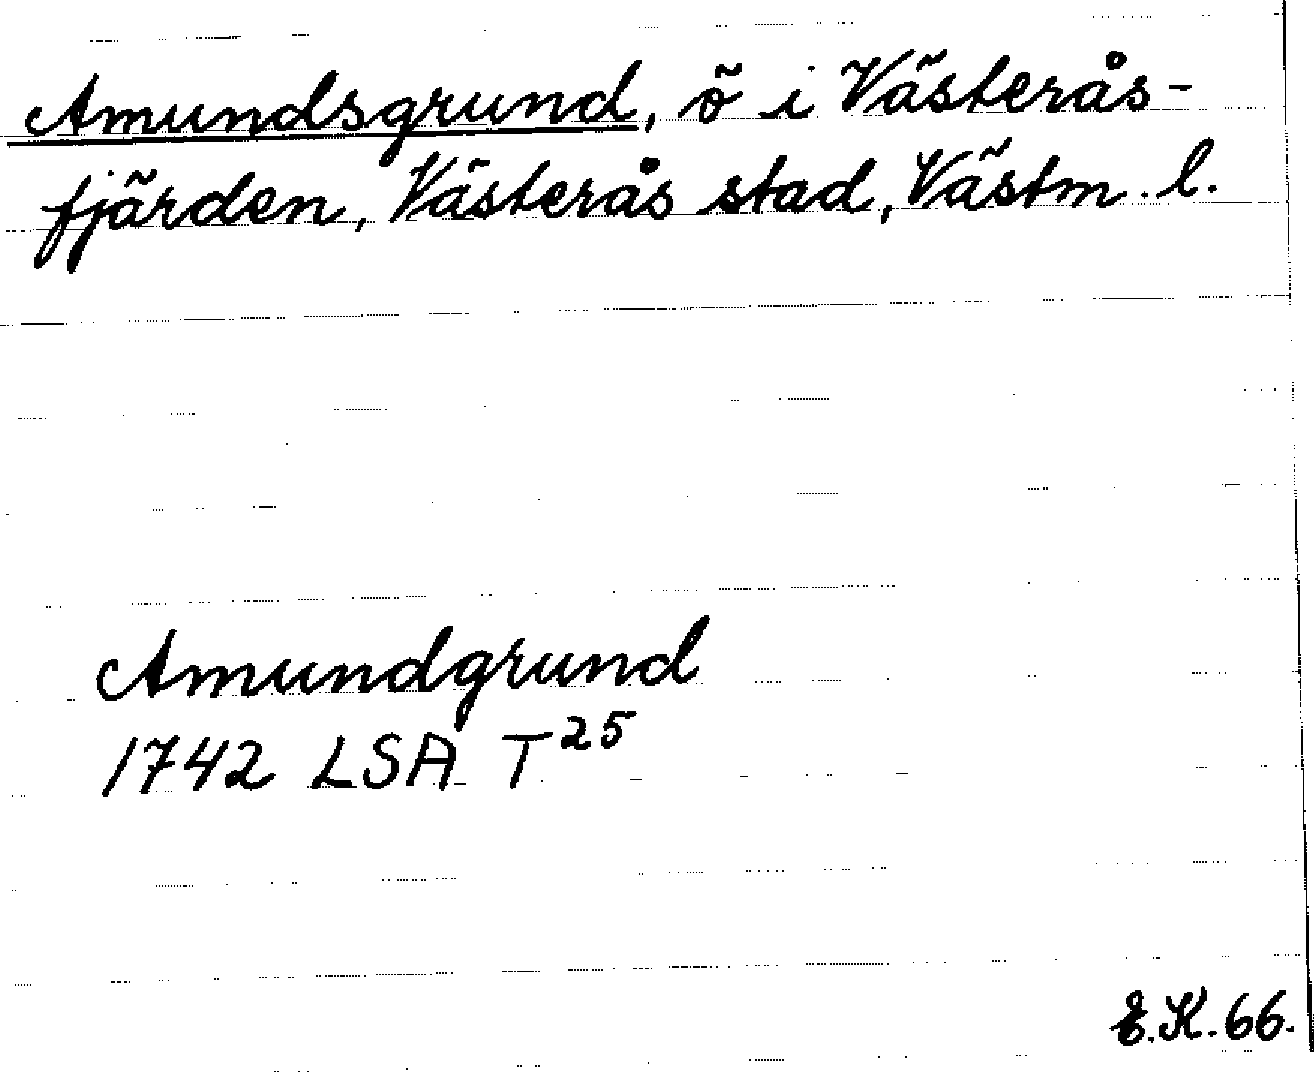 Amundsgrund, ö i Västerås-
fjärden, Västerås stad, Västm. l.
Amundgrund
1742 LSA T²⁵
E.K. 66.